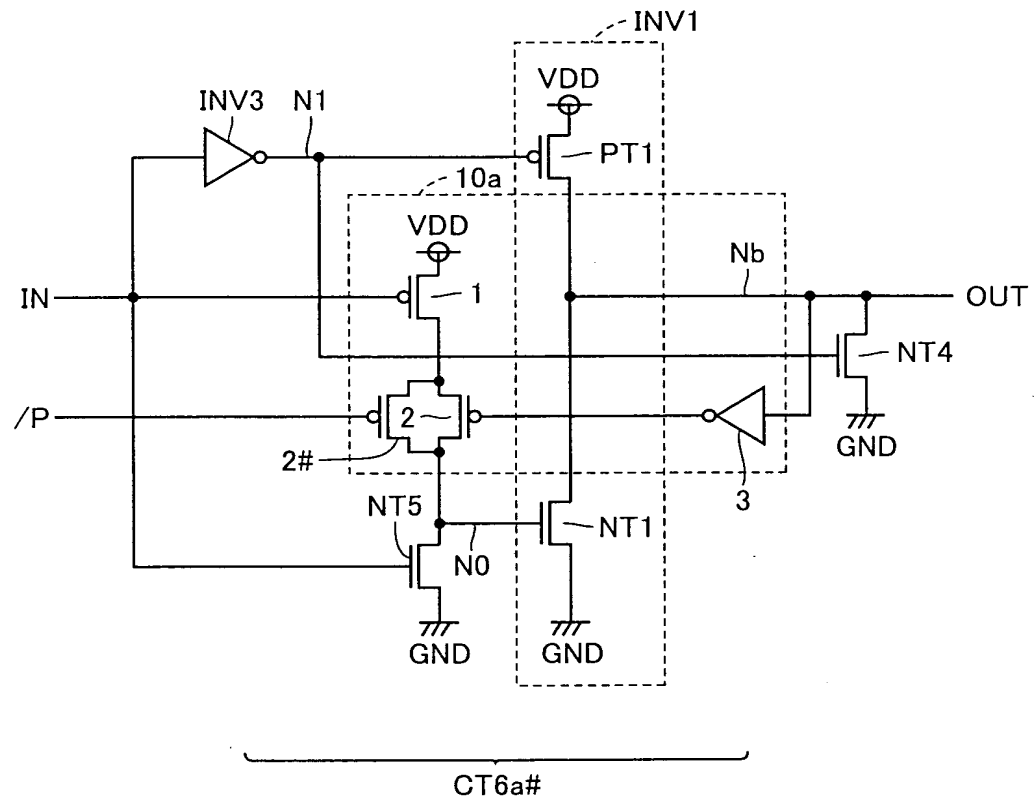 INV1
VDD
INV3
N1
PT1
10a
VDD
Nb
IN
1
OUT
NT4
/P
2
2#
GND
3
NT5
NT1
N0
GND
GND
CT6a#